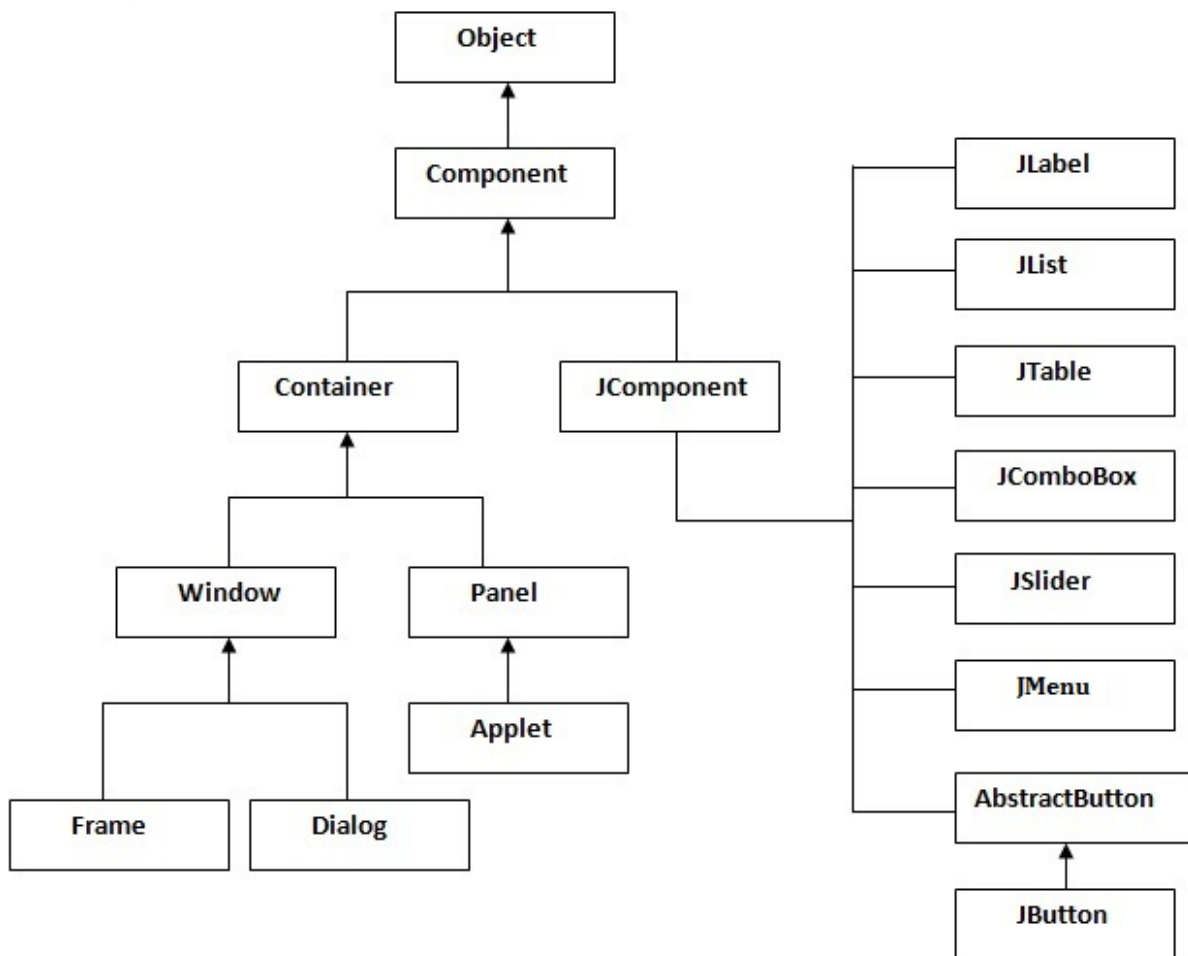 Object
Component
Container
JComponent
Window
Panel
Applet
Frame
Dialog
JLabel
JList
JTable
JComboBox
JSlider
JMenu
AbstractButton
JButton